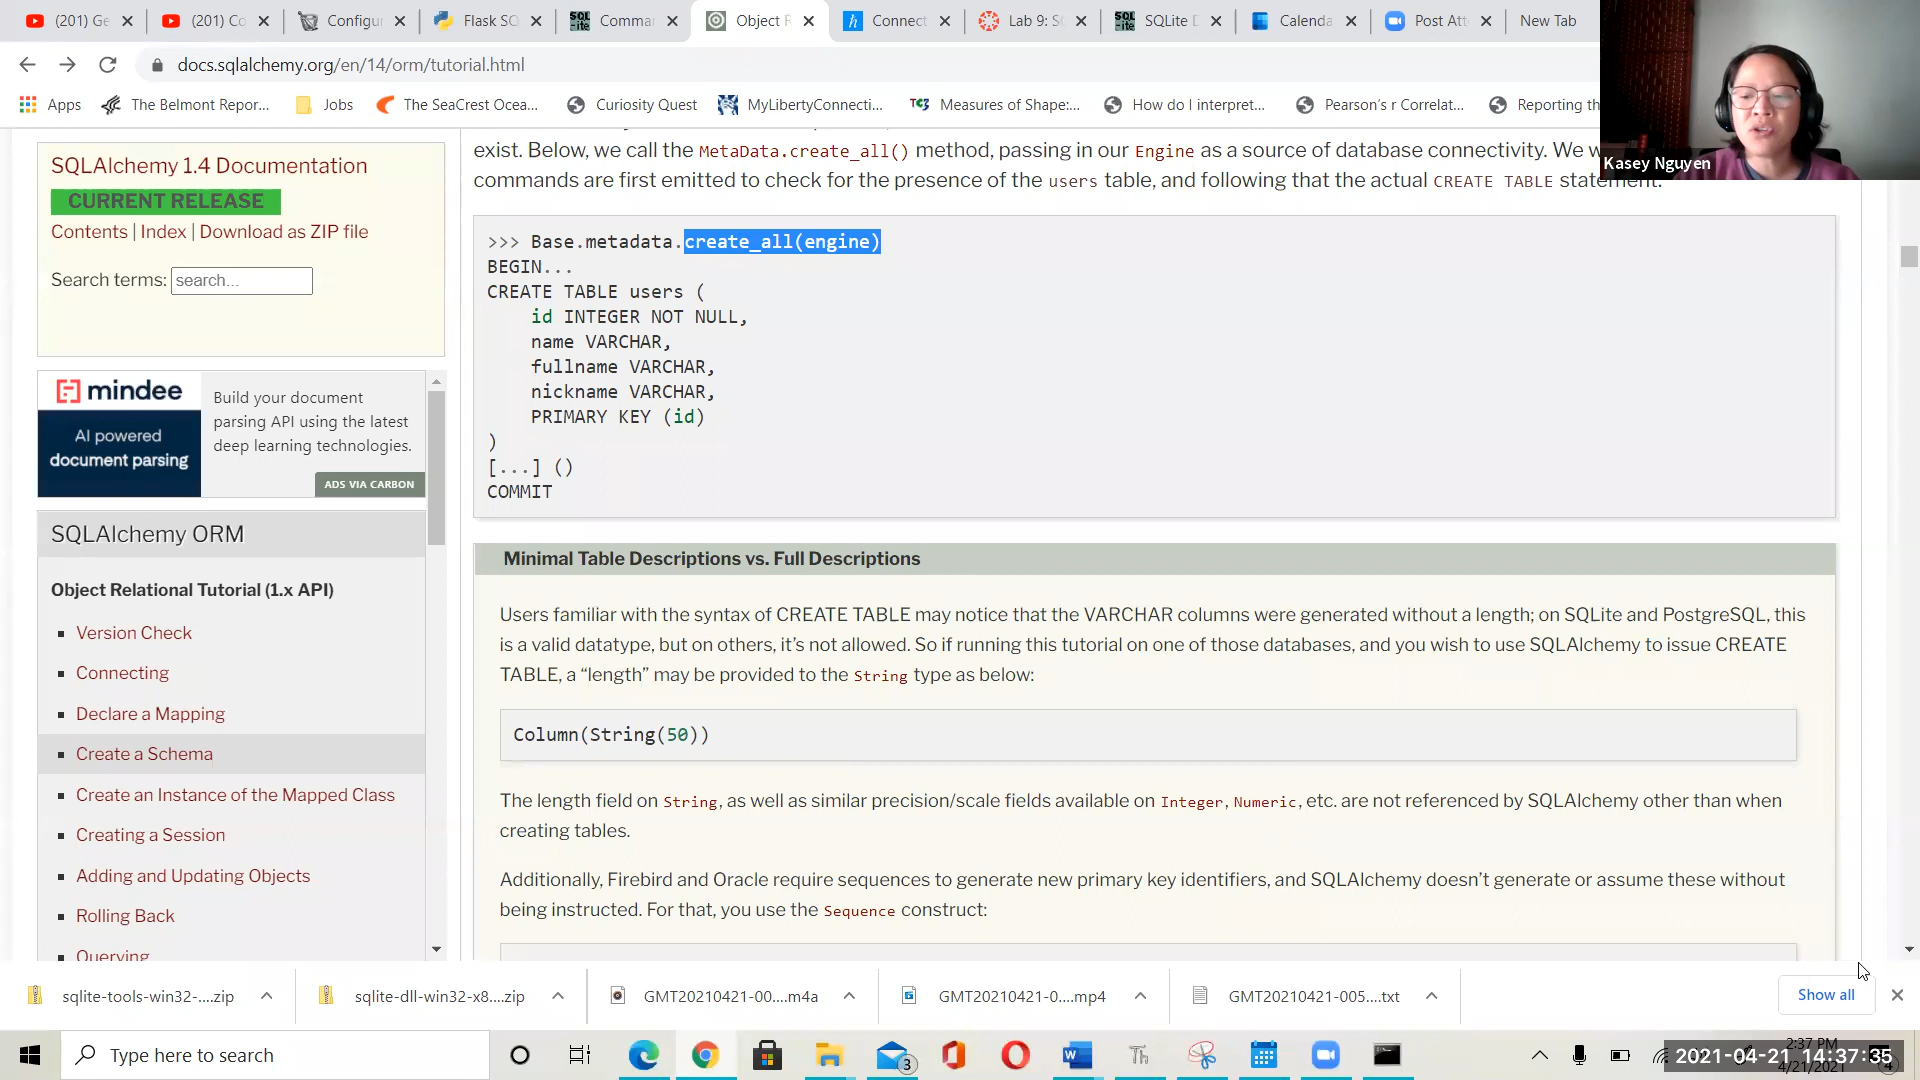 (201) Ge
(201) Co
Configur
Flask SQ
Comman
Object R
Connect
Lab 9: S
SQLite D
Calenda
Post Att
New Tab
docs.sqlalchemy.org/en/14/orm/tutorial.html
Apps
The Belmont Repor...
Jobs
The SeaCrest Ocea...
Curiosity Quest
MyLibertyConnecti...
Measures of Shape:...
How do I interpret...
Pearson's r Correlat...
Reporting th
Kasey Nguyen
SQLAlchemy 1.4 Documentation
CURRENT RELEASE
Contents | Index | Download as ZIP file
Search terms: search...
mindee
AI powered
document parsing
Build your document
parsing API using the latest
deep learning technologies.
ADS VIA CARBON
SQLAlchemy ORM
Object Relational Tutorial (1.x API)
Version Check
Connecting
Declare a Mapping
Create a Schema
Create an Instance of the Mapped Class
Creating a Session
Adding and Updating Objects
Rolling Back
Querying
exist. Below, we call the MetaData.create_all() method, passing in our Engine as a source of database connectivity. We w
commands are first emitted to check for the presence of the users table, and following that the actual CREATE TABLE statement:
>>> Base.metadata.create_all(engine)
BEGIN...
CREATE TABLE users (
id INTEGER NOT NULL,
name VARCHAR,
fullname VARCHAR,
nickname VARCHAR,
PRIMARY KEY (id)
)
[...] ()
COMMIT
Minimal Table Descriptions vs. Full Descriptions
Users familiar with the syntax of CREATE TABLE may notice that the VARCHAR columns were generated without a length; on SQLite and PostgreSQL, this
is a valid datatype, but on others, it's not allowed. So if running this tutorial on one of those databases, and you wish to use SQLAlchemy to issue CREATE
TABLE, a “length” may be provided to the String type as below:
Column(String(50))
The length field on String, as well as similar precision/scale fields available on Integer, Numeric, etc. are not referenced by SQLAlchemy other than when
creating tables.
Additionally, Firebird and Oracle require sequences to generate new primary key identifiers, and SQLAlchemy doesn't generate or assume these without
being instructed. For that, you use the Sequence construct:
sqlite-tools-win32-....zip
sqlite-dll-win32-x8....zip
GMT20210421-00....m4a
GMT20210421-0....mp4
GMT20210421-005....txt
Show all
Type here to search
3
2:37 PM
2021-04-21 14:37:35